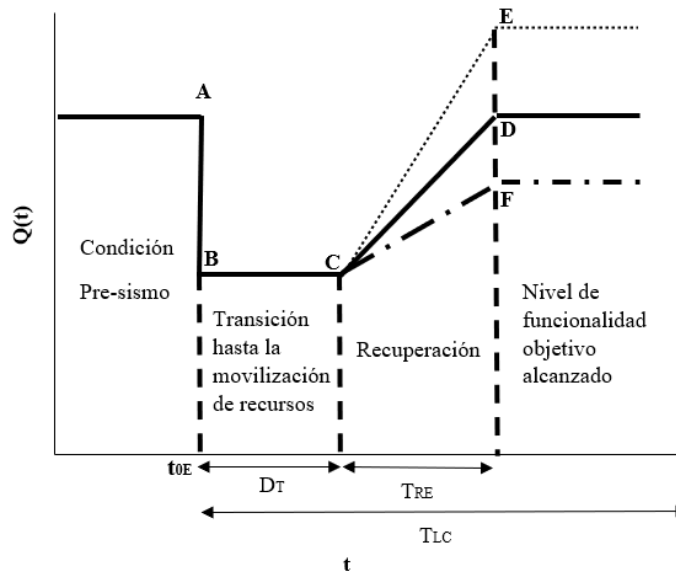 E
A
D
F
Q(t)
Condición
Pre-sismo
B
C
Transición
hasta la
movilización
de recursos
Recuperación
Nivel de
funcionalidad
objetivo
alcanzado
t0E
DT
TRE
TLC
t